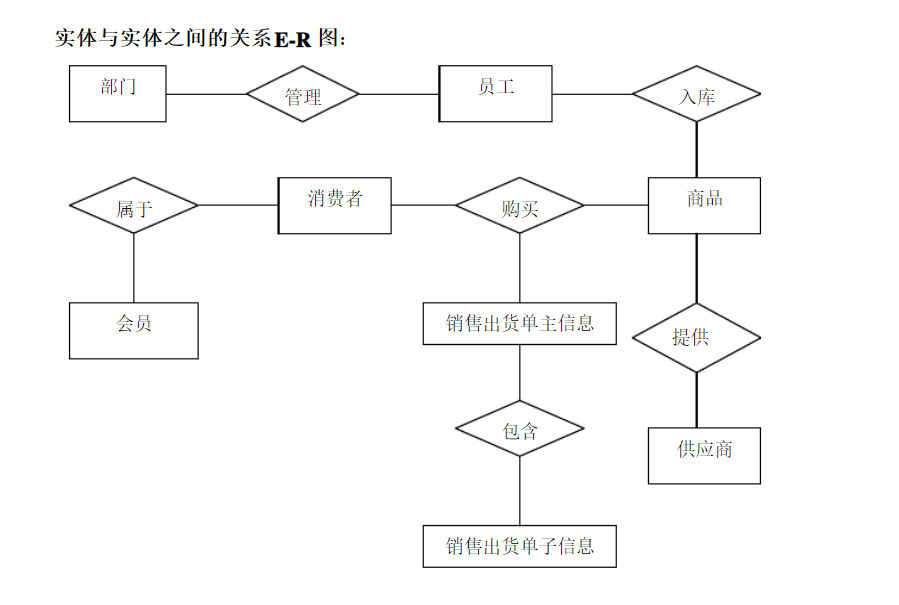 实体与实体之间的关系E-R 图:
部门
管理
员工
入库
属于
消费者
购买
商品
会员
销售出货单主信息
提供
包含
供应商
销售出货单子信息